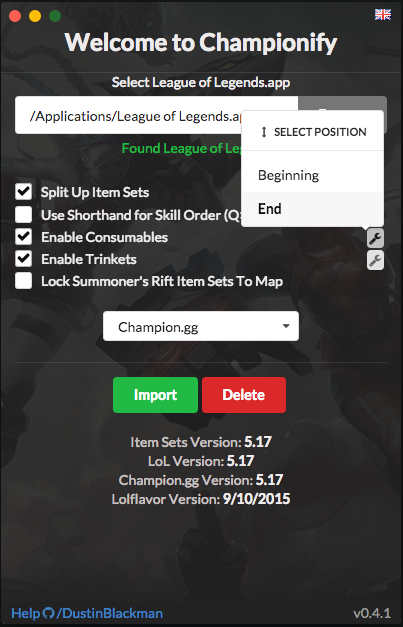 Welcome to Championify
Select League of Legends.app
/Applications/League of Legends.ap
Found League of Leg
SELECT POSITION
Beginning
End
Split Up Item Sets
Use Shorthand for Skill Order (Q
Enable Consumables
Enable Trinkets
Lock Summoner's Rift Item Sets To Map
Champion.gg
Import Delete
Item Sets Version: 5.17
LoL Version: 5.17
Champion.gg Version: 5.17
Lolflavor Version: 9/10/2015
Help /DustinBlackman v0.4.1